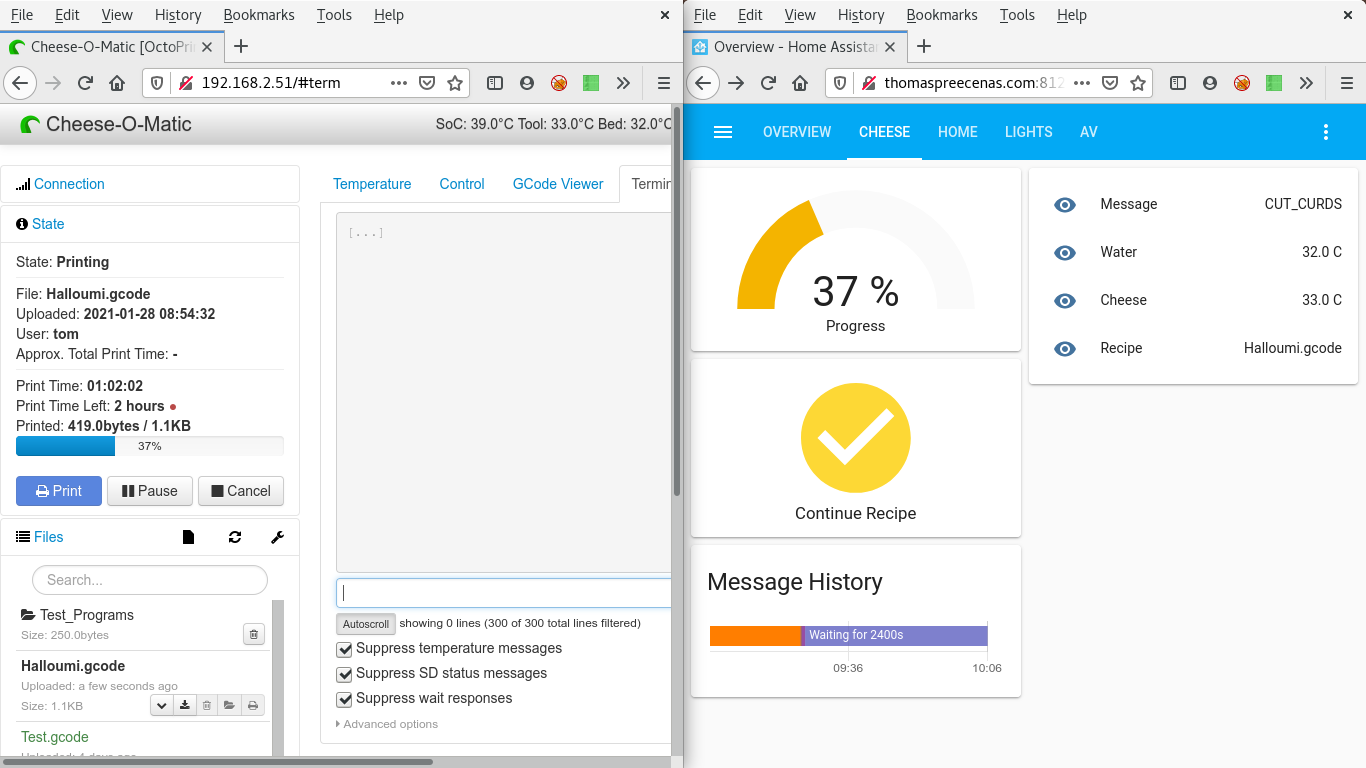 File Edit View History Bookmarks Tools Help
Cheese-O-Matic [OctoPri
192.168.2.51/#term
Cheese-O-Matic
SoC: 39.0°C Tool: 33.0°C Bed: 32.0°C
Connection
State
State: Printing
File: Halloumi.gcode
Uploaded: 2021-01-28 08:54:32
User: tom
Approx. Total Print Time: -
Print Time: 01:02:02
Print Time Left: 2 hours
Printed: 419.0bytes / 1.1KB
37%
Print Pause Cancel
Files
Search...
Test_Programs
Size: 250.0bytes
Halloumi.gcode
Uploaded: a few seconds ago
Size: 1.1KB
Test.gcode
Uploaded: 4 days ago
Temperature Control GCode Viewer Termin
[...]
Autoscroll showing 0 lines (300 of 300 total lines filtered)
Suppress temperature messages
Suppress SD status messages
Suppress wait responses
Advanced options
File Edit View History Bookmarks Tools Help
Overview - Home Assista
thomaspreecenas.com:812
OVERVIEW CHEESE HOME LIGHTS AV
37 %
Progress
Continue Recipe
Message History
Waiting for 2400s
09:36 10:06
Message CUT_CURDS
Water 32.0 C
Cheese 33.0 C
Recipe Halloumi.gcode